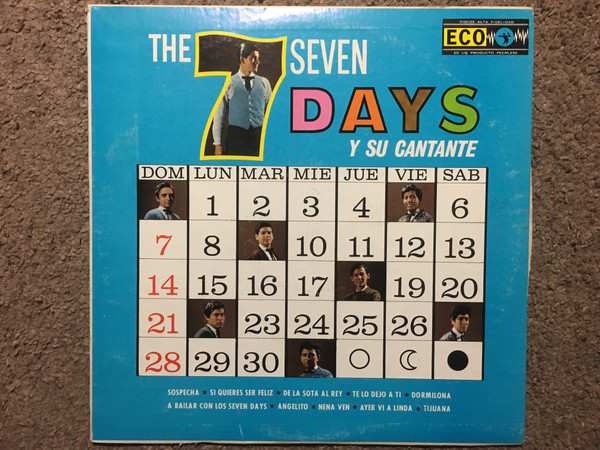 DISCOS ALTA FIDELIDAD
ECO
ES UN PRODUCTO PEERLESS
THE 7 SEVEN
DAYS
Y SU CANTANTE
DOM LUN MAR MIE JUE VIE SAB
1 2 3 4 6
7 8 10 11 12 13
14 15 16 17 19 20
21 23 24 25 26
28 29 30
SOSPECHA • SI QUIERES SER FELIZ • DE LA SOTA AL REY • TE LO DEJO A TI • DORMILONA
A BAILAR CON LOS SEVEN DAYS • ANGELITO • NENA VEN • AYER VI A LINDA • TIJUANA